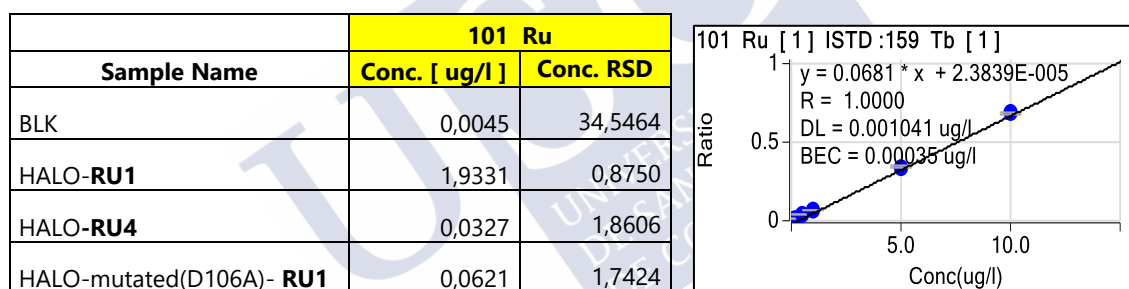 101 Ru
Sample Name Conc. [ ug/l ] Conc. RSD
BLK 0,0045 34,5464
HALO-RU1 1,9331 0,8750
HALO-RU4 0,0327 1,8606
HALO-mutated(D106A)- RU1 0,0621 1,7424
101 Ru [1] ISTD :159 Tb [1]
y = 0.0681 * x + 2.3839E-005
R = 1.0000
DL = 0.001041 ug/l
BEC = 0.00035 ug/l
Ratio
1
0.5
0
5.0 10.0
Conc(ug/l)